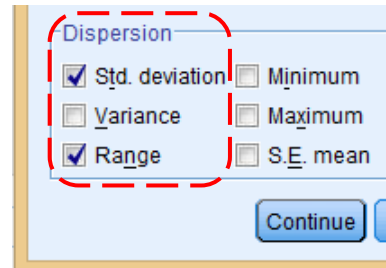 Dispersion
Std. deviation Minimum
Variance Maximum
Range S.E. mean
Continue